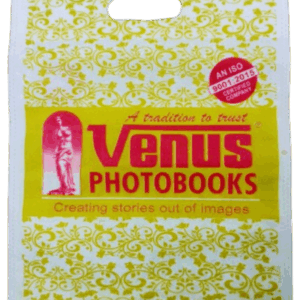 AN ISO
9001:2015
CERTIFIED
COMPANY
A tradition to trust
Venus
PHOTOBOOKS
Creating stories out of images